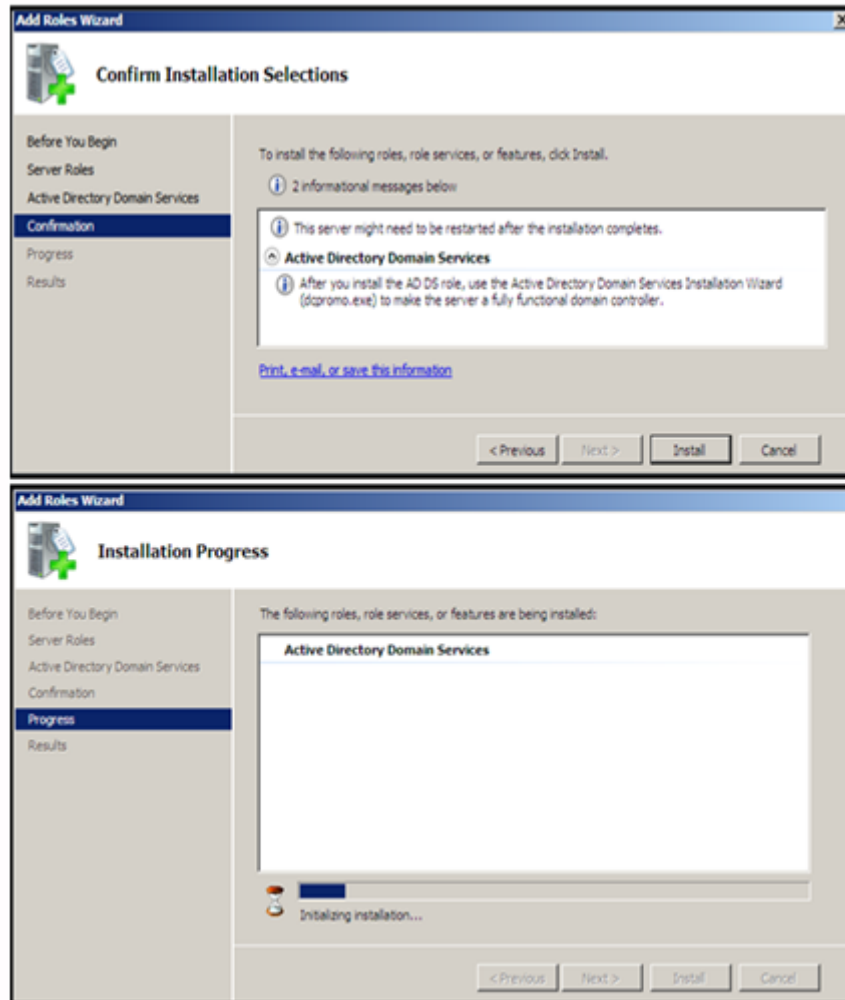 Add Roles Wizard
X
Confirm Installation Selections
Before You Begin
Server Roles
Active Directory Domain Services
Confirmation
Progress
Results
To install the following roles, role services, or features, click Install.
2 informational messages below
This server might need to be restarted after the installation completes.
Active Directory Domain Services
After you install the AD DS role, use the Active Directory Domain Services Installation Wizard
(dcpromo.exe) to make the server a fully functional domain controller.
Print, e-mail, or save this information
< Previous
Next >
Install
Cancel
Add Roles Wizard
Installation Progress
Before You Begin
Server Roles
Active Directory Domain Services
Confirmation
Progress
Results
The following roles, role services, or features are being installed:
Active Directory Domain Services
Initializing installation...
< Previous
Next >
Install
Cancel